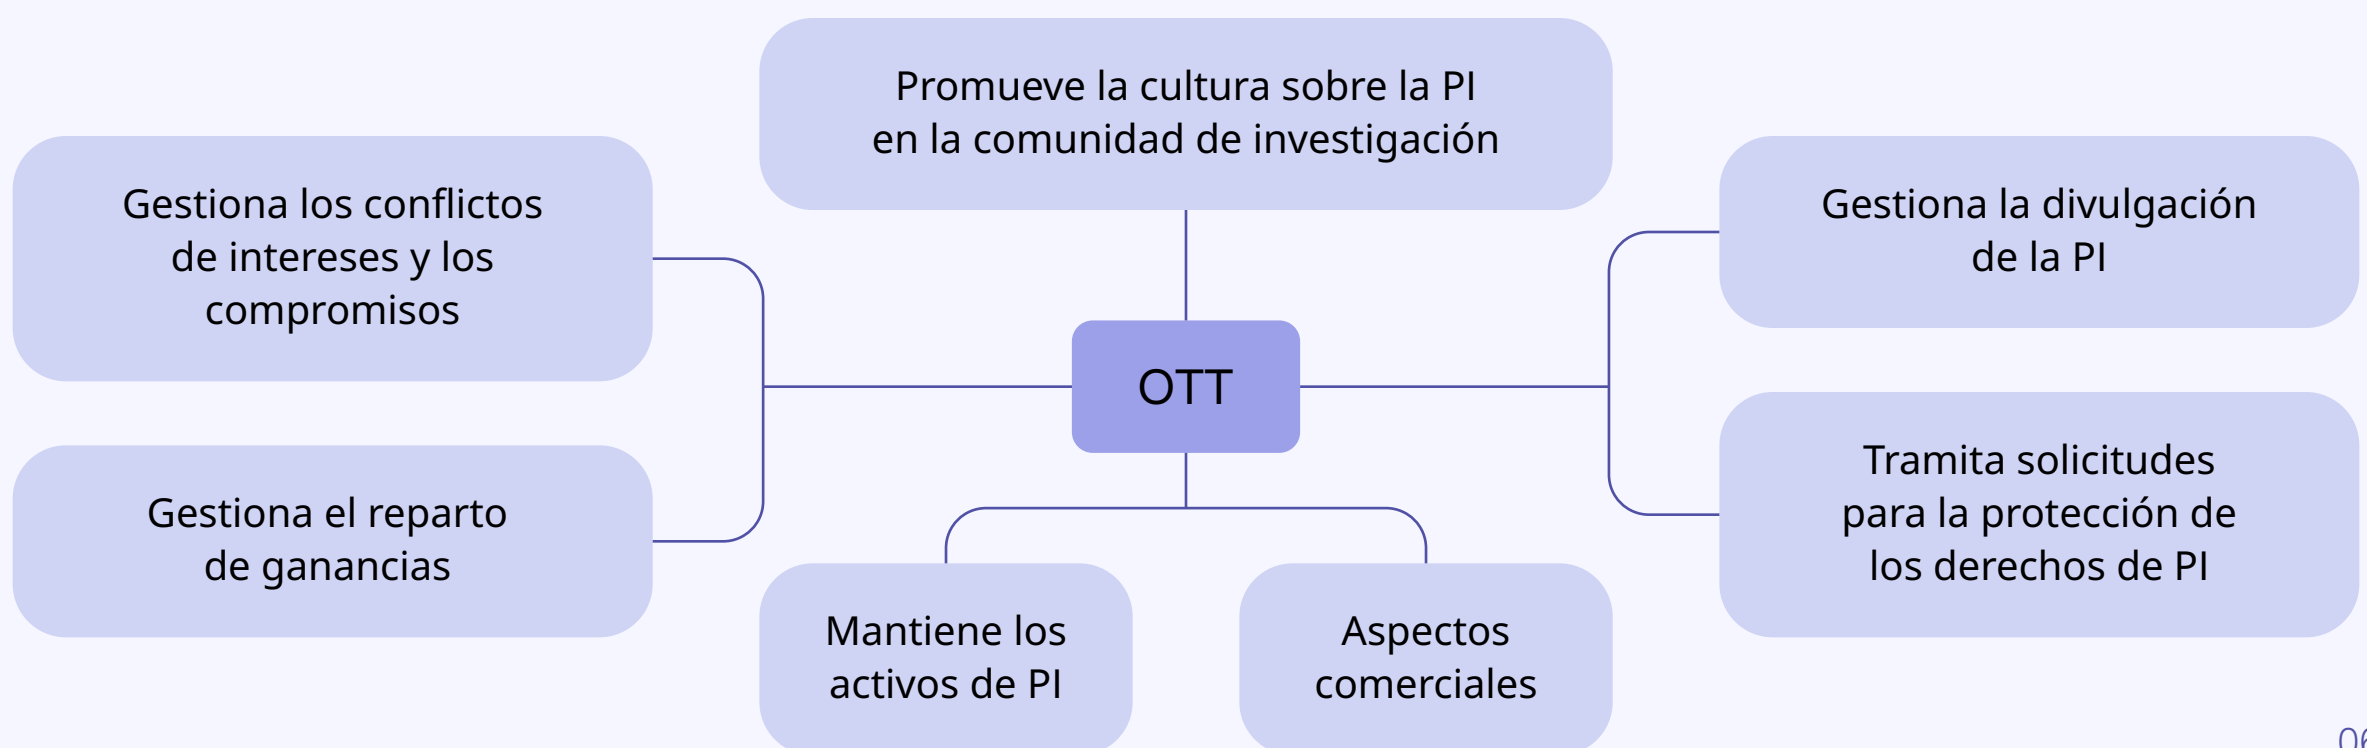 Promueve la cultura sobre la PI
en la comunidad de investigación
Gestiona los conflictos
de intereses y los
compromisos
Gestiona la divulgación
de la PI
OTT
Gestiona el reparto
de ganancias
Tramita solicitudes
para la protección de
los derechos de PI
Mantiene los
activos de PI
Aspectos
comerciales